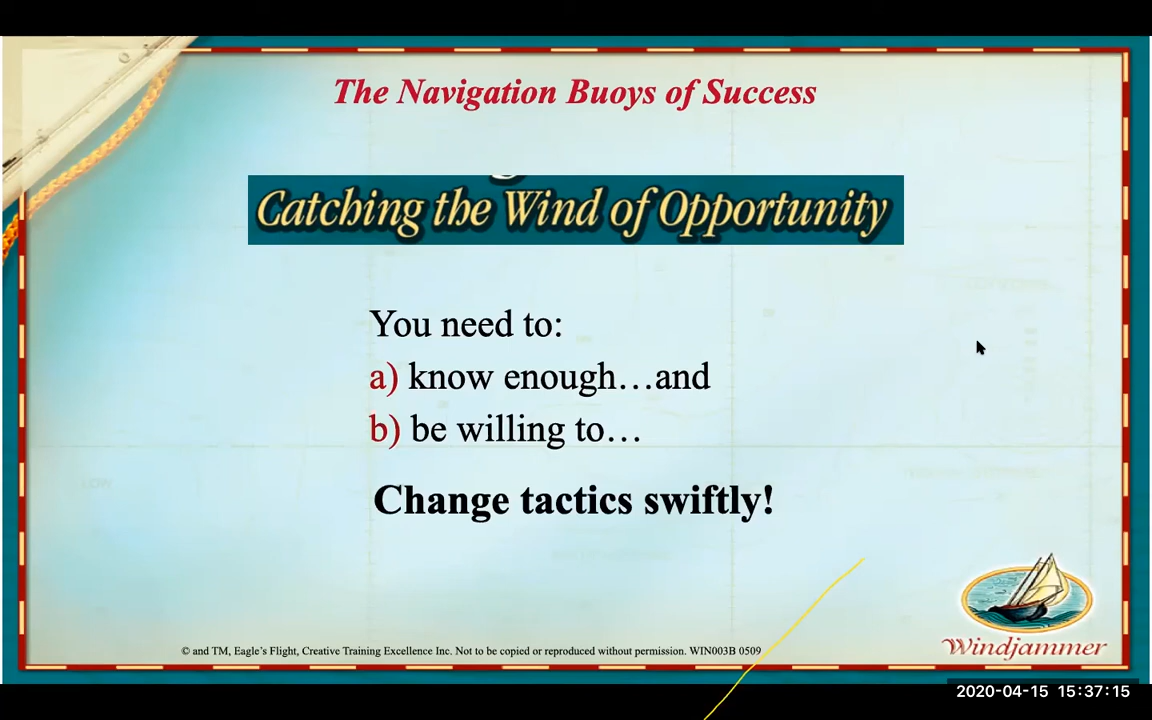 The Navigation Buoys of Success
Catching the Wind of Opportunity
You need to:
a) know enough…and
b) be willing to…
Change tactics swiftly!
Windjammer
© and TM, Eagle's Flight, Creative Training Excellence Inc. Not to be copied or reproduced without permission. WIN003B 0509
2020-04-15 15:37:15